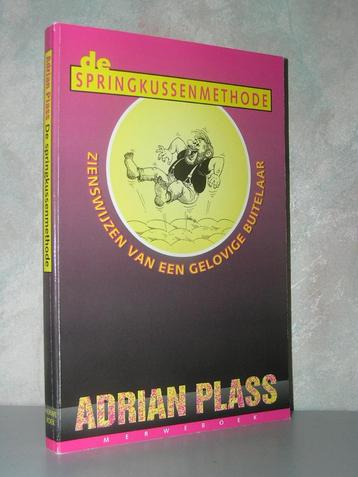 de
SPRINGKUSSENMETHODE
ZIENSWIJZEN VAN EEN GELOVIGE BUITELAAR
ADRIAN PLASS
MERWEBOEK
Adrian Plass De springkussenmethode